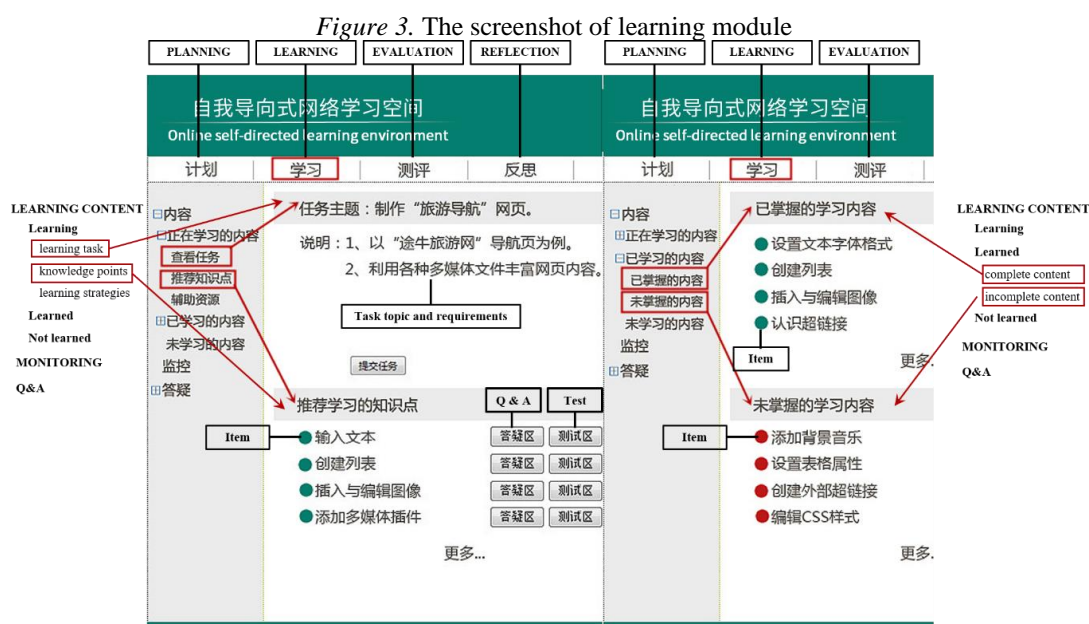 Figure 3. The screenshot of learning module
PLANNING LEARNING EVALUATION REFLECTION PLANNING LEARNING EVALUATION
自我导向式网络学习空间
Online self-directed learning environment
计划 学习 测评 反思
LEARNING CONTENT
Learning
learning task
knowledge points
learning strategies
Learned
Not learned
MONITORING
Q&A
内容
正在学习的内容
查看任务
推荐知识点
辅助资源
已学习的内容
未学习的内容
监控
答疑
任务主题：制作“旅游导航”网页。
说明：1、以“途牛旅游网”导航页为例。
2、利用各种多媒体文件丰富网页内容。
Task topic and requirements
提交任务
推荐学习的知识点
Q & A Test
Item
输入文本 答疑区 测试区
创建列表 答疑区 测试区
插入与编辑图像 答疑区 测试区
添加多媒体插件 答疑区 测试区
更多...
自我导向式网络学习空间
Online self-directed learning environment
计划 学习 测评
内容
正在学习的内容
已学习的内容
已掌握的内容
未掌握的内容
未学习的内容
监控
答疑
已掌握的学习内容
设置文本字体格式
创建列表
插入与编辑图像
认识超链接
Item
更多.
未掌握的学习内容
Item
添加背景音乐
设置表格属性
创建外部超链接
编辑CSS样式
更多.
LEARNING CONTENT
Learning
Learned
complete content
incomplete content
Not learned
MONITORING
Q&A